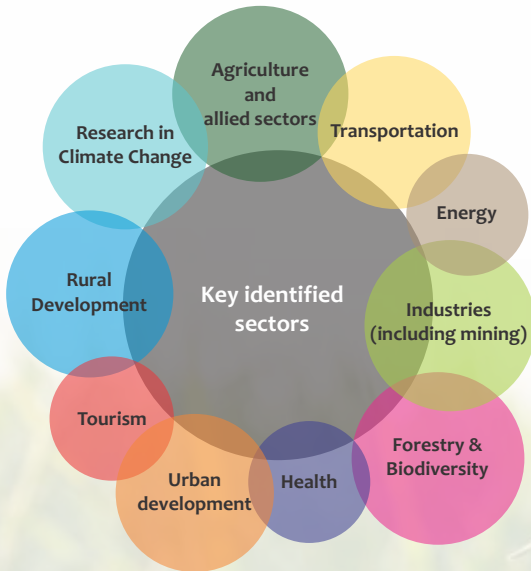 Agriculture
and
allied sectors
Transportation
Energy
Industries
(including mining)
Forestry &
Biodiversity
Health
Urban
development
Tourism
Rural
Development
Research in
Climate Change
Key identified
sectors